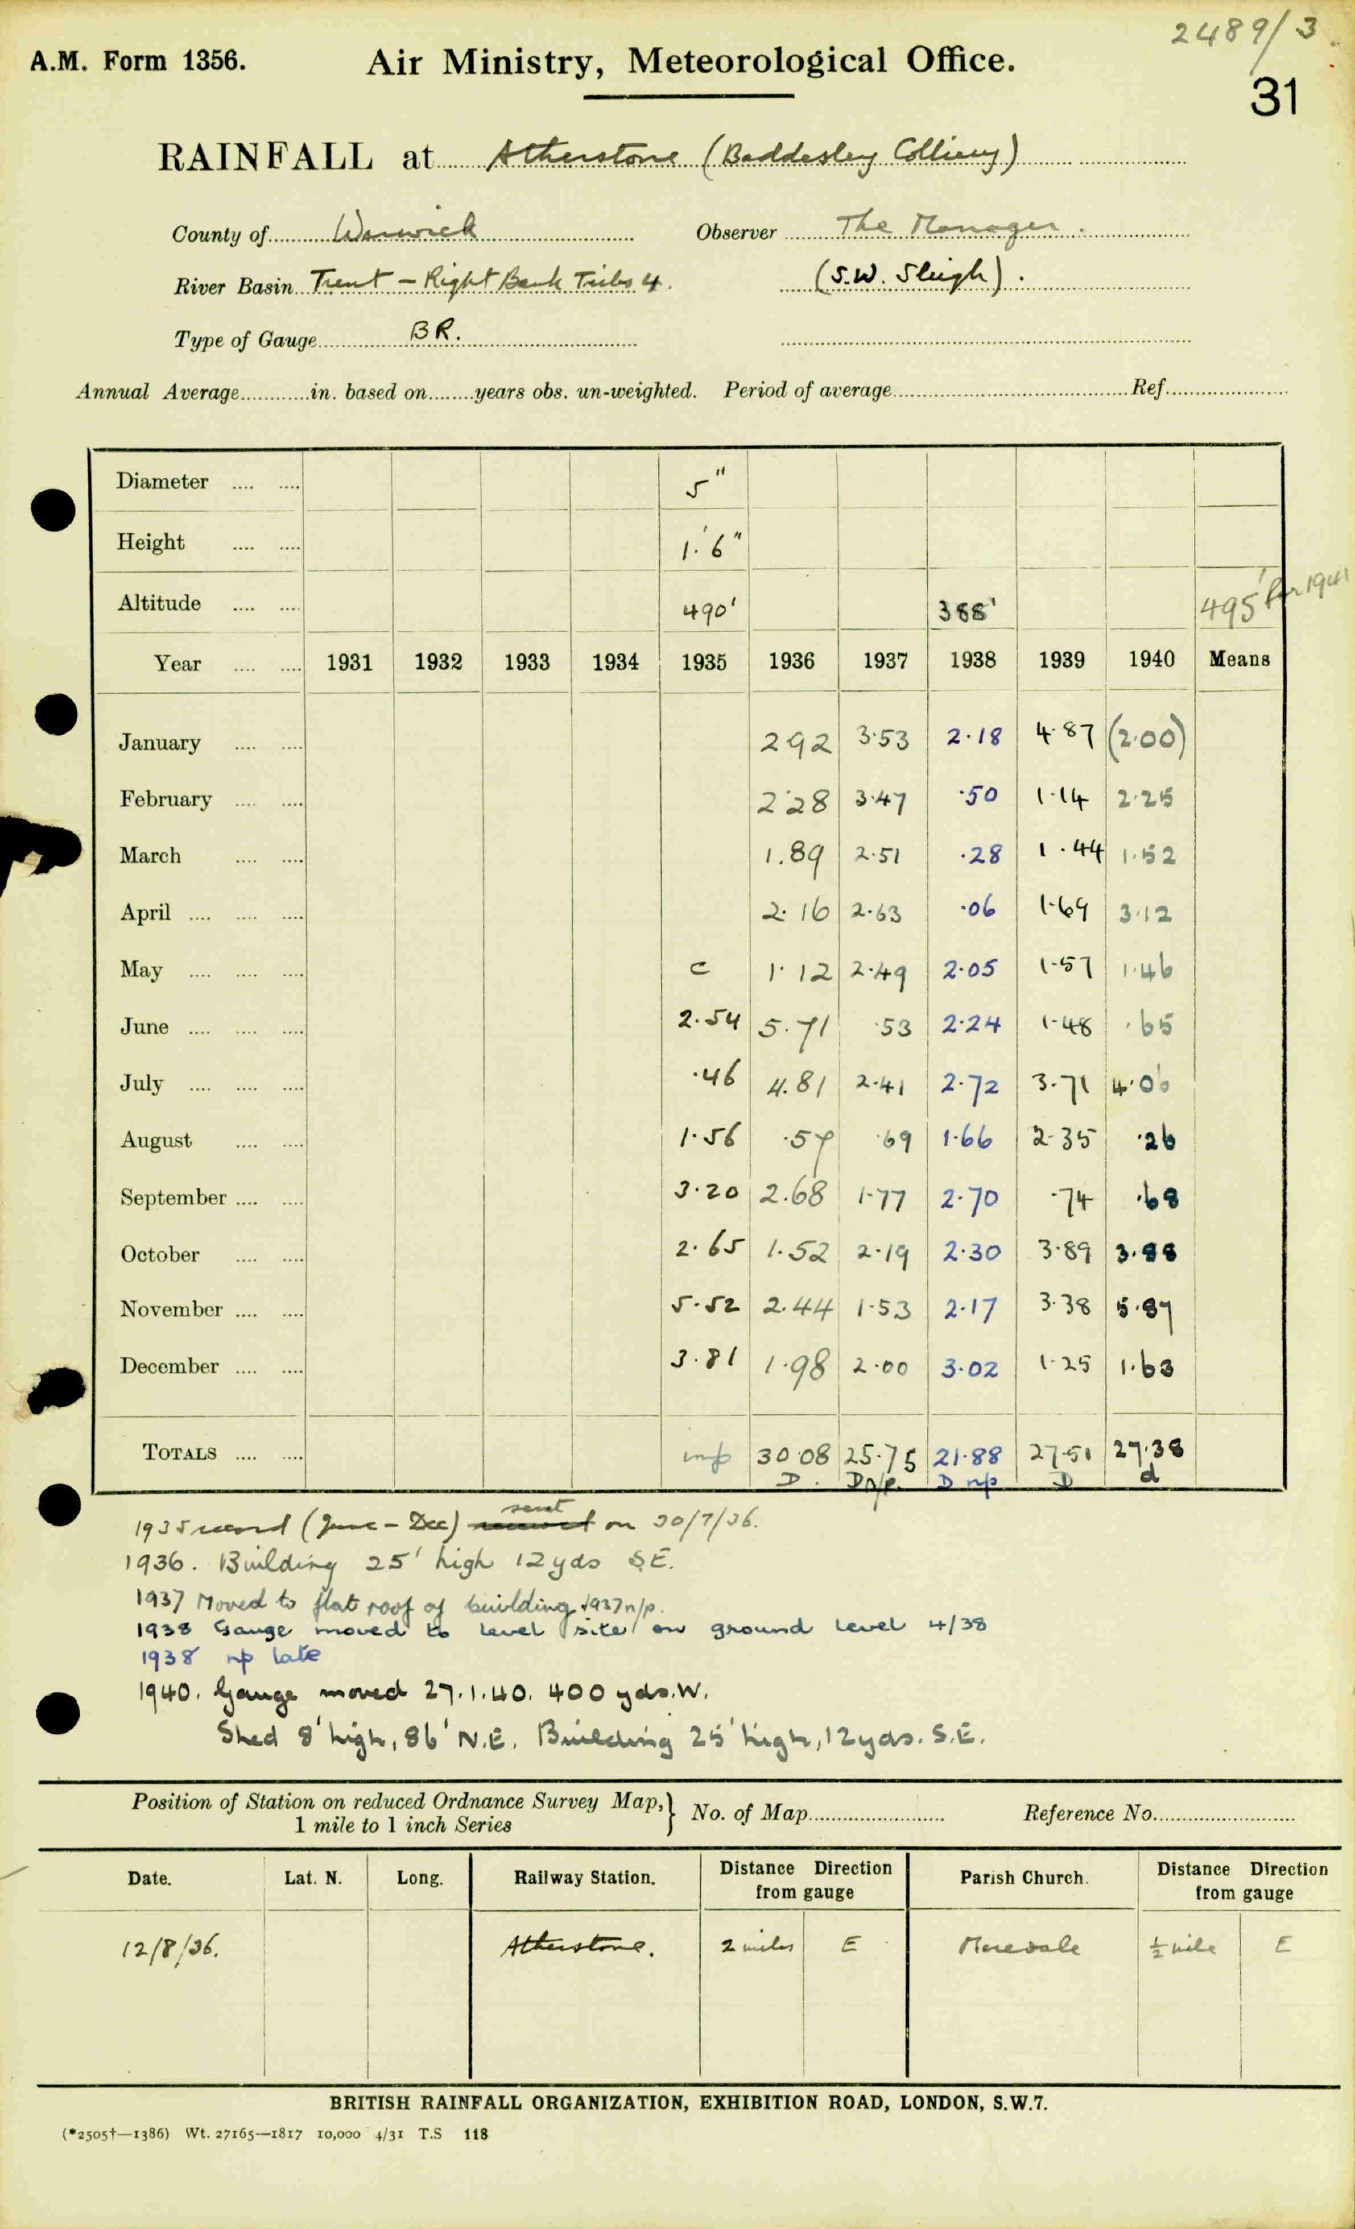 2489/3
A.M. Form 1356. Air Ministry, Meteorological Office.
31
RAINFALL at Atherstone (Baddesley Colliery)
County of Warwick Observer The Manager.
River Basin Trent - Right Bank Tribs 4. (S.W. Sleigh).
Type of Gauge BR.
Annual Average in. based on years obs. un-weighted. Period of average Ref.
Diameter 5"
Height 1'6"
Altitude 490' 388' 495' for 1941
Year 1931 1932 1933 1934 1935 1936 1937 1938 1939 1940 Means
January 2.92 3.53 2.18 4.87 (2.00)
February 2.28 3.47 .50 1.14 2.25
March 1.89 2.51 .28 1.44 1.52
April 2.16 2.63 .06 1.69 3.12
May c 1.12 2.49 2.05 1.57 1.46
June 2.54 5.71 .53 2.24 1.48 .65
July .46 4.81 2.41 2.72 3.71 4.06
August 1.56 .57 .69 1.66 2.35 .26
September 3.20 2.68 1.77 2.70 .74 .68
October 2.65 1.52 2.19 2.30 3.89 3.88
November 5.52 2.44 1.53 2.17 3.38 5.87
December 3.81 1.98 2.00 3.02 1.25 1.63
TOTALS imp 30.08 25.75 21.88 27.51 27.38
D. D n/p. D np D d
1935 record (June - Dec) sent on 30/7/36.
1936. Building 25' high 12yds S.E.
1937 Moved to flat roof of building 1937 n/p.
1938 Gauge moved to level site on ground level 4/38
1938 np late
1940. Gauge moved 27.1.40. 400 yds.W.
Shed 8' high, 86' N.E. Building 25' high, 12yds. S.E.
Position of Station on reduced Ordnance Survey Map, } No. of Map Reference No.
1 mile to 1 inch Series
Date. Lat. N. Long. Railway Station. Distance Direction from gauge Parish Church. Distance Direction from gauge
12/8/36. Atherstone. 2 miles E Merevale ½ mile E
BRITISH RAINFALL ORGANIZATION, EXHIBITION ROAD, LONDON, S.W.7.
(*2505†—1386) Wt. 27165—1817 10,000 4/31 T.S 118